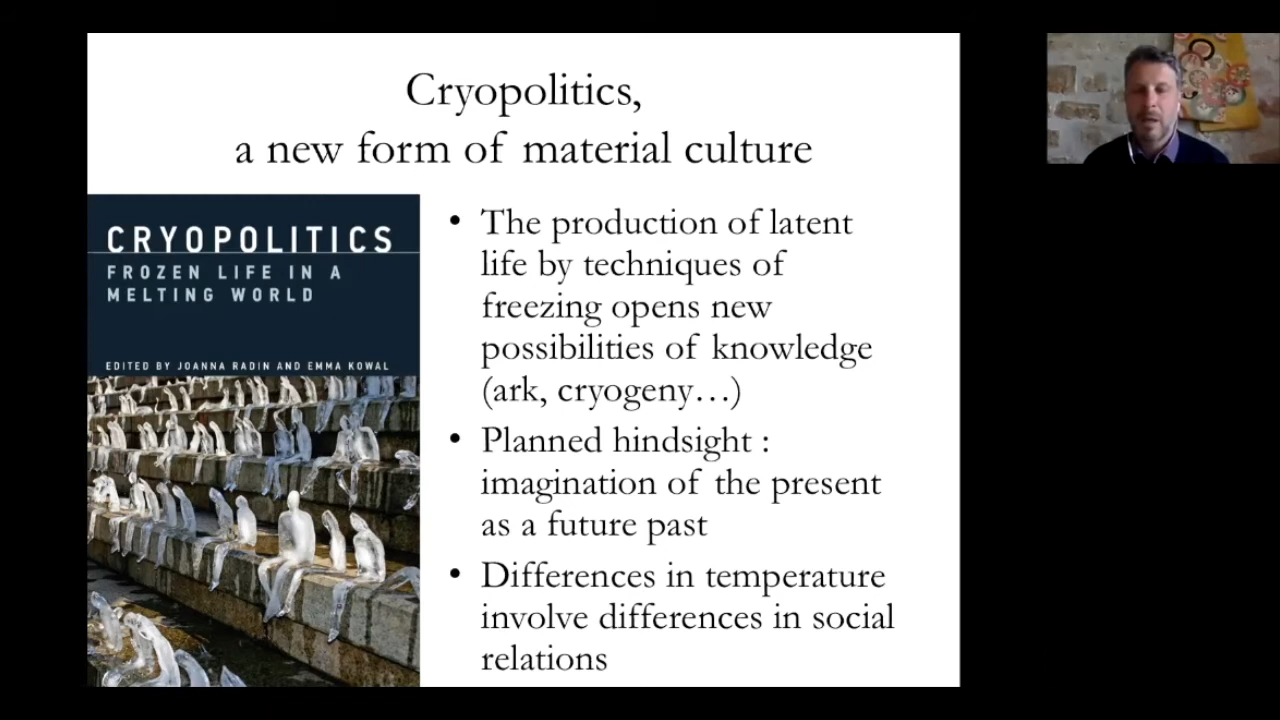 Cryopolitics,
a new form of material culture
CRYOPOLITICS
FROZEN LIFE IN A
MELTING WORLD
EDITED BY JOANNA RADIN AND EMMA KOWAL
• The production of latent
life by techniques of
freezing opens new
possibilities of knowledge
(ark, cryogeny…)
• Planned hindsight :
imagination of the present
as a future past
• Differences in temperature
involve differences in social
relations